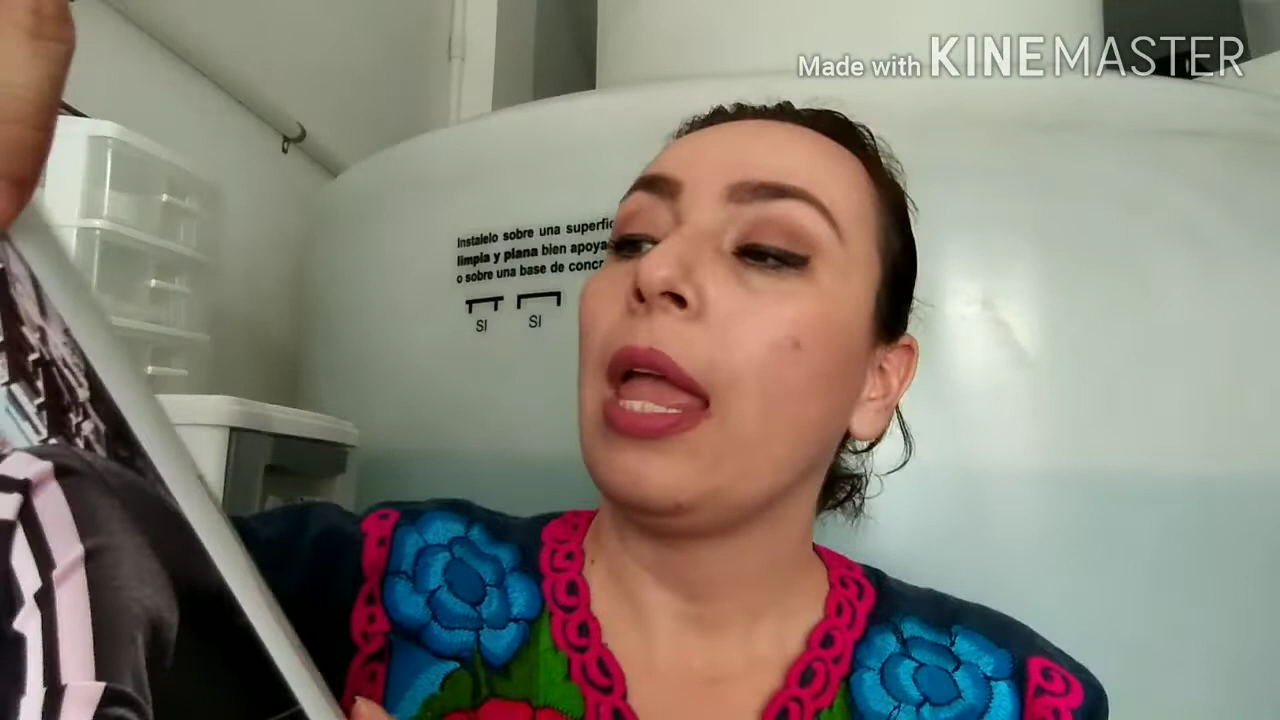 Made with KINEMASTER
Instalelo sobre una
limpia y plana bien
o sobre una base de
SI SI